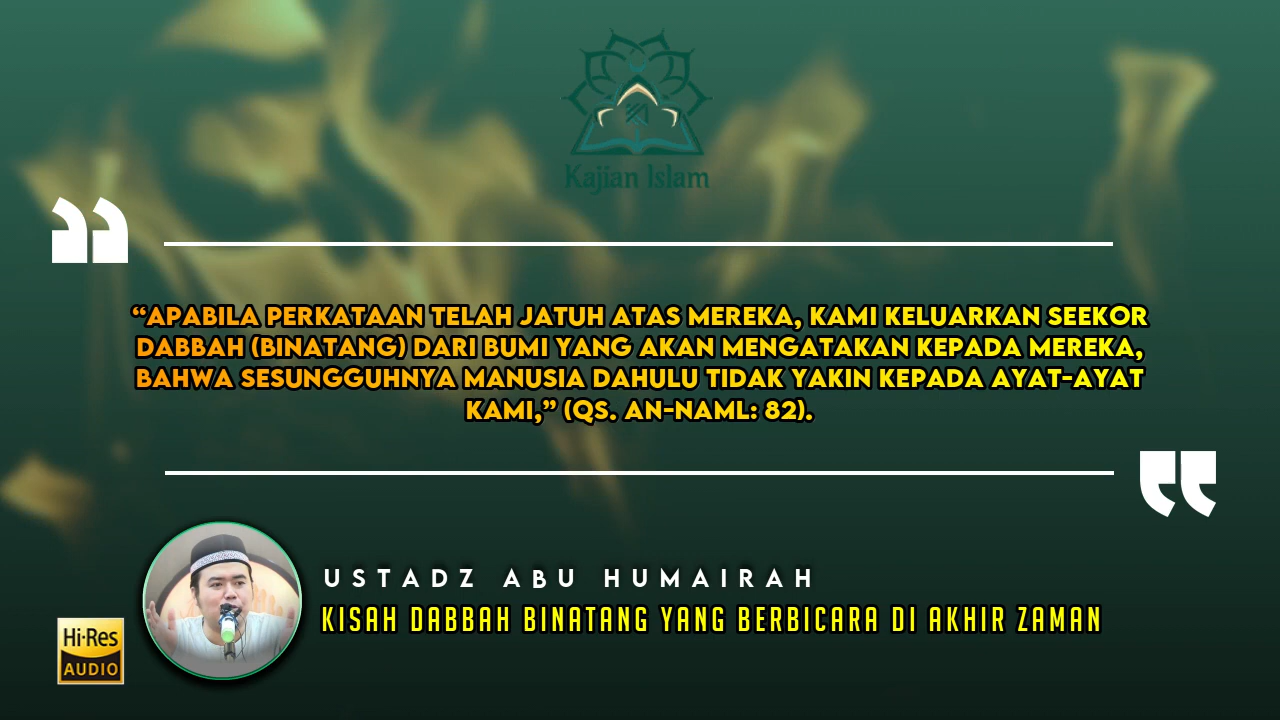 Kajian Islam
“APABILA PERKATAAN TELAH JATUH ATAS MEREKA, KAMI KELUARKAN SEEKOR
DABBAH (BINATANG) DARI BUMI YANG AKAN MENGATAKAN KEPADA MEREKA,
BAHWA SESUNGGUHNYA MANUSIA DAHULU TIDAK YAKIN KEPADA AYAT-AYAT
KAMI,” (QS. AN-NAML: 82).
USTADZ ABU HUMAIRAH
KISAH DABBAH BINATANG YANG BERBICARA DI AKHIR ZAMAN
Hi-Res
AUDIO